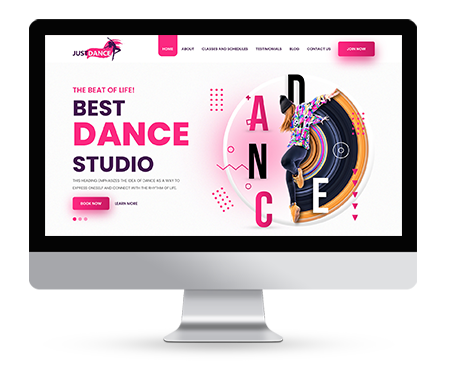 JUSTDANCE
HOME ABOUT CLASSES AND SCHEDULES TESTIMONIALS BLOG CONTACT US JOIN NOW
THE BEAT OF LIFE!
BEST
DANCE
STUDIO
THIS HEADING EMPHASIZES THE IDEA OF DANCE AS A WAY TO
EXPRESS ONESELF AND CONNECT WITH THE RHYTHM OF LIFE.
BOOK NOW LEARN MORE
D
A
N
C
E